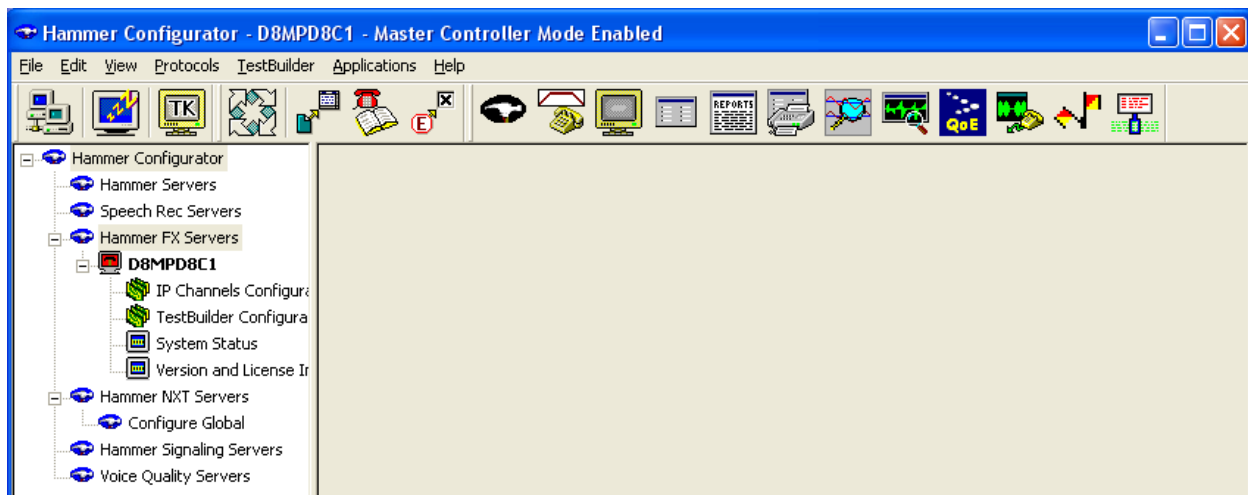 Hammer Configurator - D8MPD8C1 - Master Controller Mode Enabled
File Edit View Protocols TestBuilder Applications Help
TK REPORTS QoE
E
Hammer Configurator
Hammer Servers
Speech Rec Servers
Hammer FX Servers
D8MPD8C1
IP Channels Configura
TestBuilder Configura
System Status
Version and License In
Hammer NXT Servers
Configure Global
Hammer Signaling Servers
Voice Quality Servers